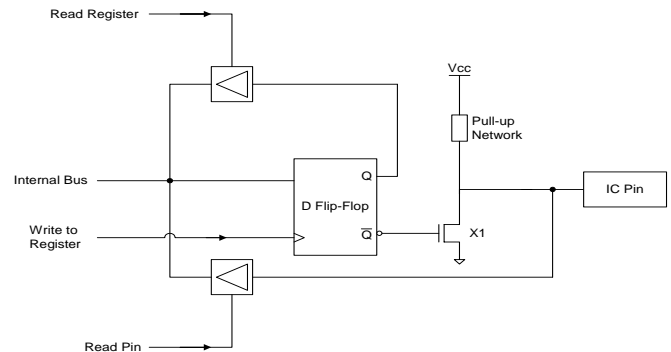 Read Register
Vcc
Pull-up
Network
Internal Bus
Q
D Flip-Flop
IC Pin
Write to
Register
Q̅
X1
Read Pin